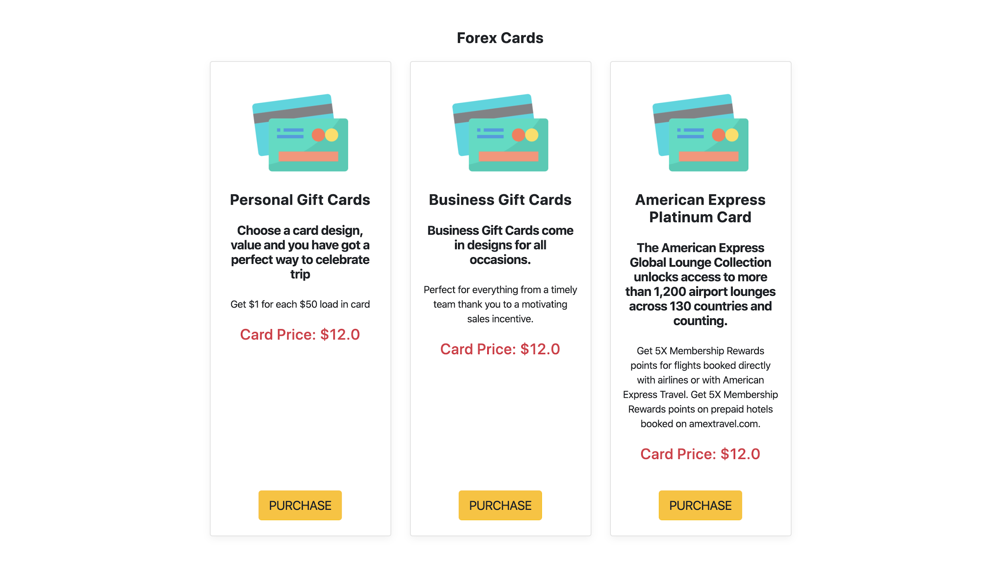 Forex Cards
Personal Gift Cards
Choose a card design,
value and you have got a
perfect way to celebrate
trip
Get $1 for each $50 load in card
Card Price: $12.0
PURCHASE
Business Gift Cards
Business Gift Cards come
in designs for all
occasions.
Perfect for everything from a timely
team thank you to a motivating
sales incentive.
Card Price: $12.0
PURCHASE
American Express
Platinum Card
The American Express
Global Lounge Collection
unlocks access to more
than 1,200 airport lounges
across 130 countries and
counting.
Get 5X Membership Rewards
points for flights booked directly
with airlines or with American
Express Travel. Get 5X Membership
Rewards points on prepaid hotels
booked on amextravel.com.
Card Price: $12.0
PURCHASE